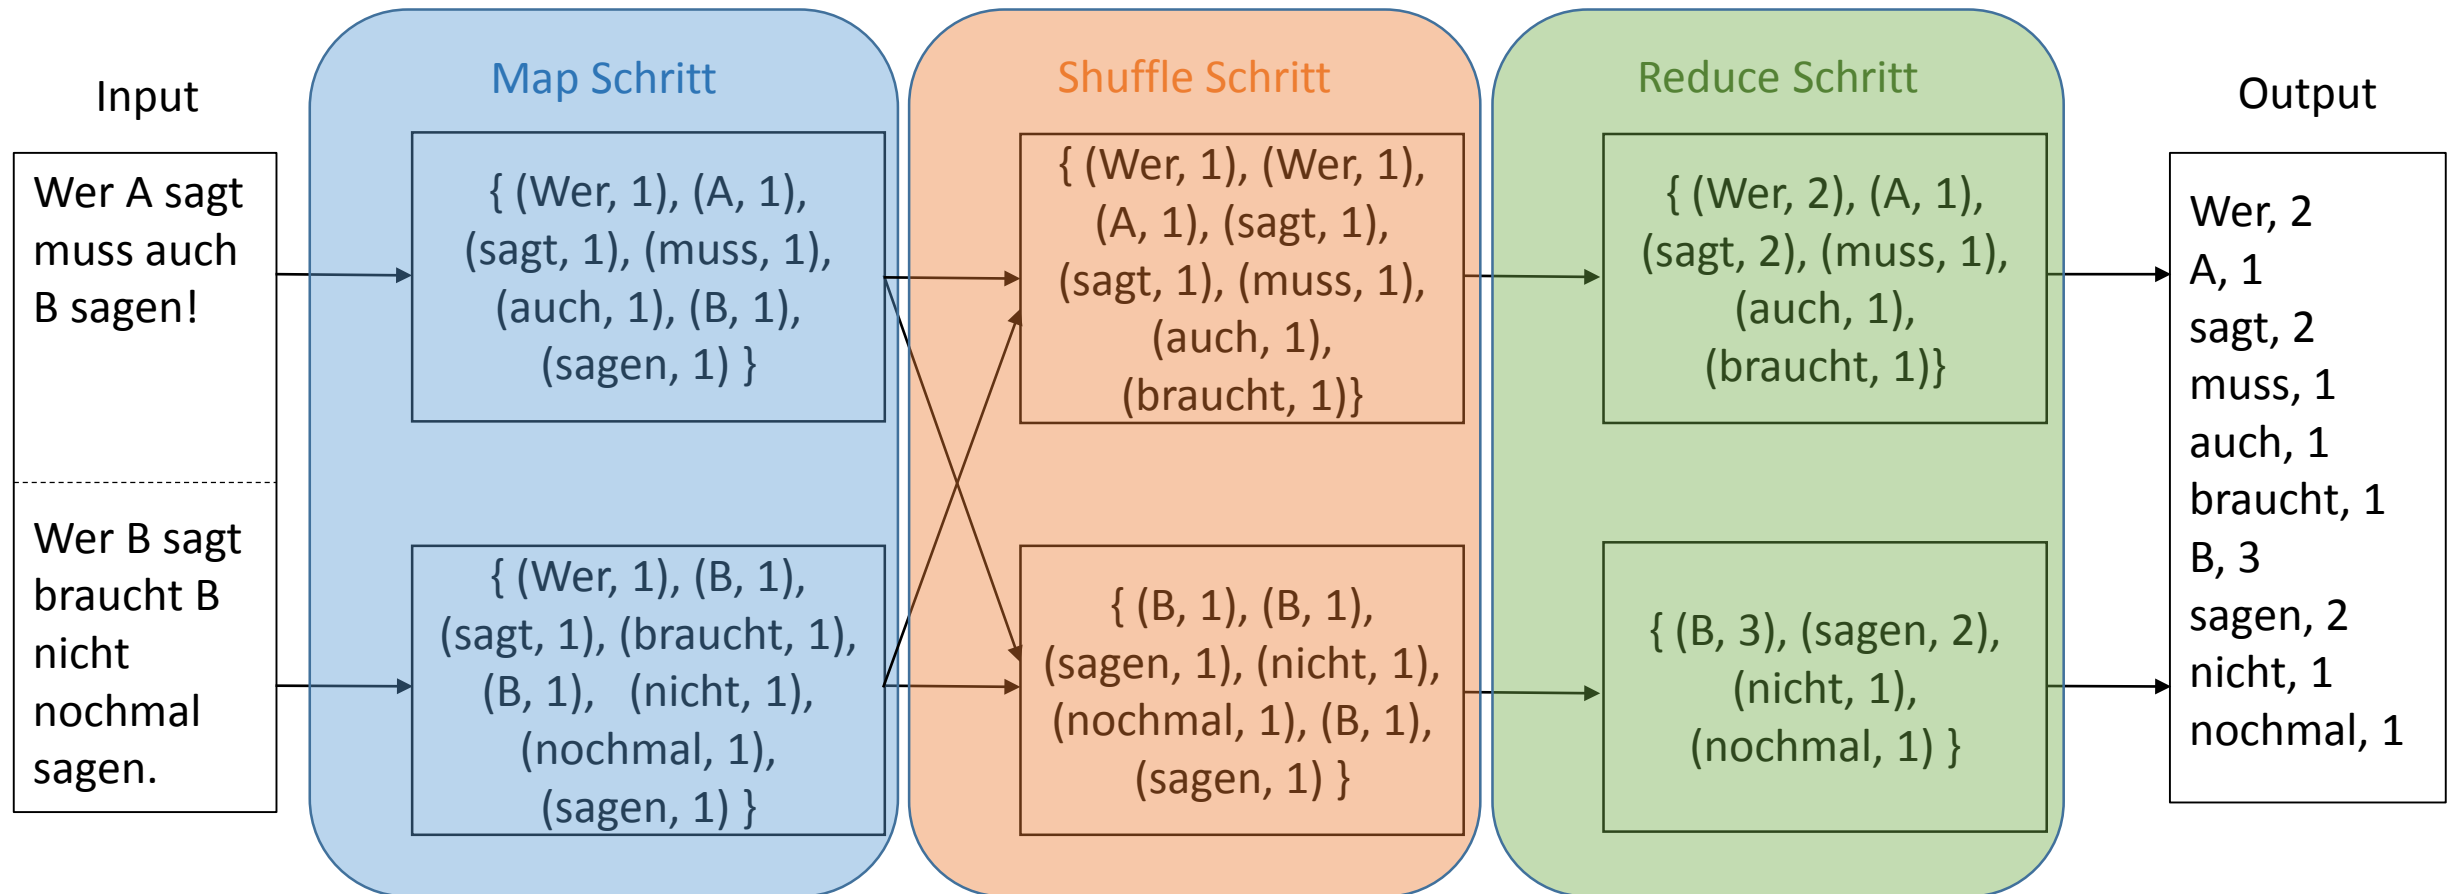 Input
Wer A sagt
muss auch
B sagen!
Wer B sagt
braucht B
nicht
nochmal
sagen.
Map Schritt
{ (Wer, 1), (A, 1),
(sagt, 1), (muss, 1),
(auch, 1), (B, 1),
(sagen, 1) }
{ (Wer, 1), (B, 1),
(sagt, 1), (braucht, 1),
(B, 1), (nicht, 1),
(nochmal, 1),
(sagen, 1) }
Shuffle Schritt
{ (Wer, 1), (Wer, 1),
(A, 1), (sagt, 1),
(sagt, 1), (muss, 1),
(auch, 1),
(braucht, 1)}
{ (B, 1), (B, 1),
(sagen, 1), (nicht, 1),
(nochmal, 1), (B, 1),
(sagen, 1) }
Reduce Schritt
{ (Wer, 2), (A, 1),
(sagt, 2), (muss, 1),
(auch, 1),
(braucht, 1)}
{ (B, 3), (sagen, 2),
(nicht, 1),
(nochmal, 1) }
Output
Wer, 2
A, 1
sagt, 2
muss, 1
auch, 1
braucht, 1
B, 3
sagen, 2
nicht, 1
nochmal, 1